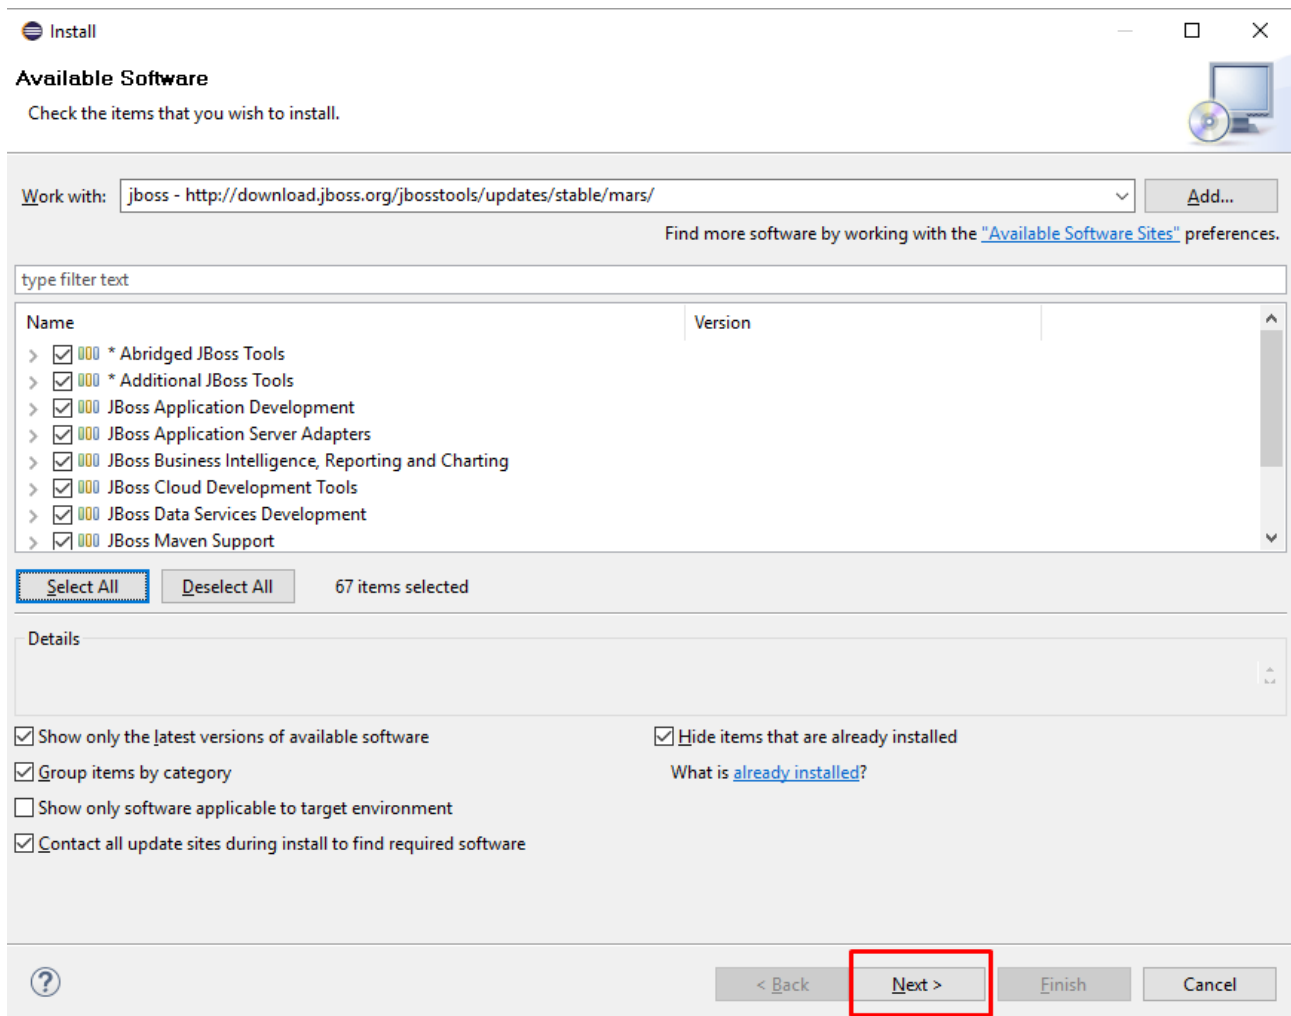 Install
Available Software
Check the items that you wish to install.
Work with: jboss - http://download.jboss.org/jbosstools/updates/stable/mars/ Add...
Find more software by working with the "Available Software Sites" preferences.
type filter text
Name Version
* Abridged JBoss Tools
* Additional JBoss Tools
JBoss Application Development
JBoss Application Server Adapters
JBoss Business Intelligence, Reporting and Charting
JBoss Cloud Development Tools
JBoss Data Services Development
JBoss Maven Support
Select All Deselect All 67 items selected
Details
Show only the latest versions of available software Hide items that are already installed
Group items by category What is already installed?
Show only software applicable to target environment
Contact all update sites during install to find required software
? < Back Next > Finish Cancel